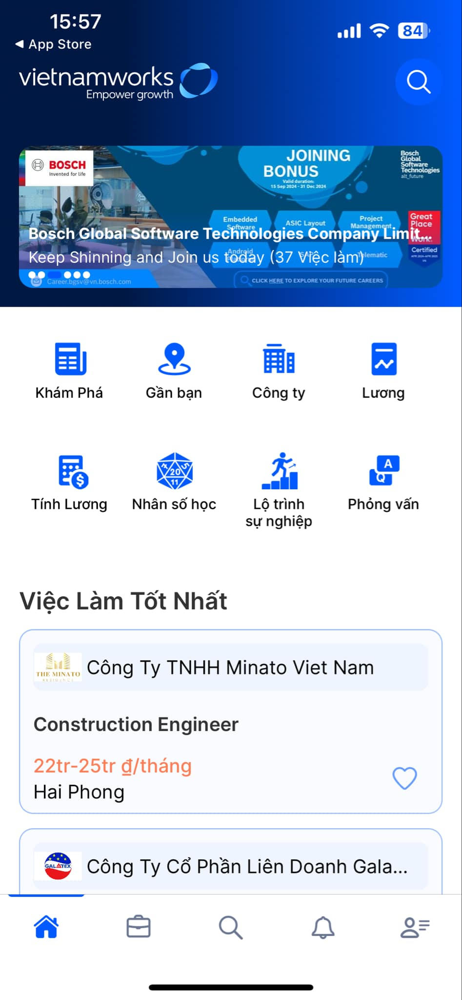 15:57
84
App Store
vietnamworks
Empower growth
BOSCH
Invented for life
JOINING
BONUS
Valid duration:
15 Sep 2024 - 31 Dec 2024
Bosch
Global
Software
Technologies
alt_future
Embedded
Software
ASIC Layout
Project
Management
Great
Place
Work.
Certified
Bosch Global Software Technologies Company Limit...
Android
Keep Shinning and Join us today (37 Việc làm)
Career.bgsv@vn.bosch.com
CLICK HERE TO EXPLORE YOUR FUTURE CAREERS
Khám Phá
Gần bạn
Công ty
Lương
20
11
A
Q
Tính Lương
Nhân số học
Lộ trình
sự nghiệp
Phỏng vấn
Việc Làm Tốt Nhất
THE MINATO
RESIDENCE
Công Ty TNHH Minato Viet Nam
Construction Engineer
22tr-25tr ₫/tháng
Hai Phong
GALATEX
Công Ty Cổ Phần Liên Doanh Gala...